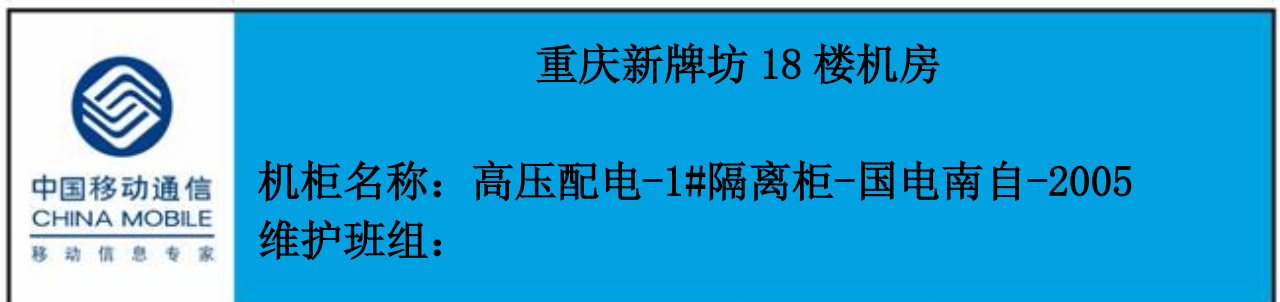 中国移动通信
CHINA MOBILE
移动信息专家
重庆新牌坊 18 楼机房
机柜名称：高压配电-1#隔离柜-国电南自-2005
维护班组：